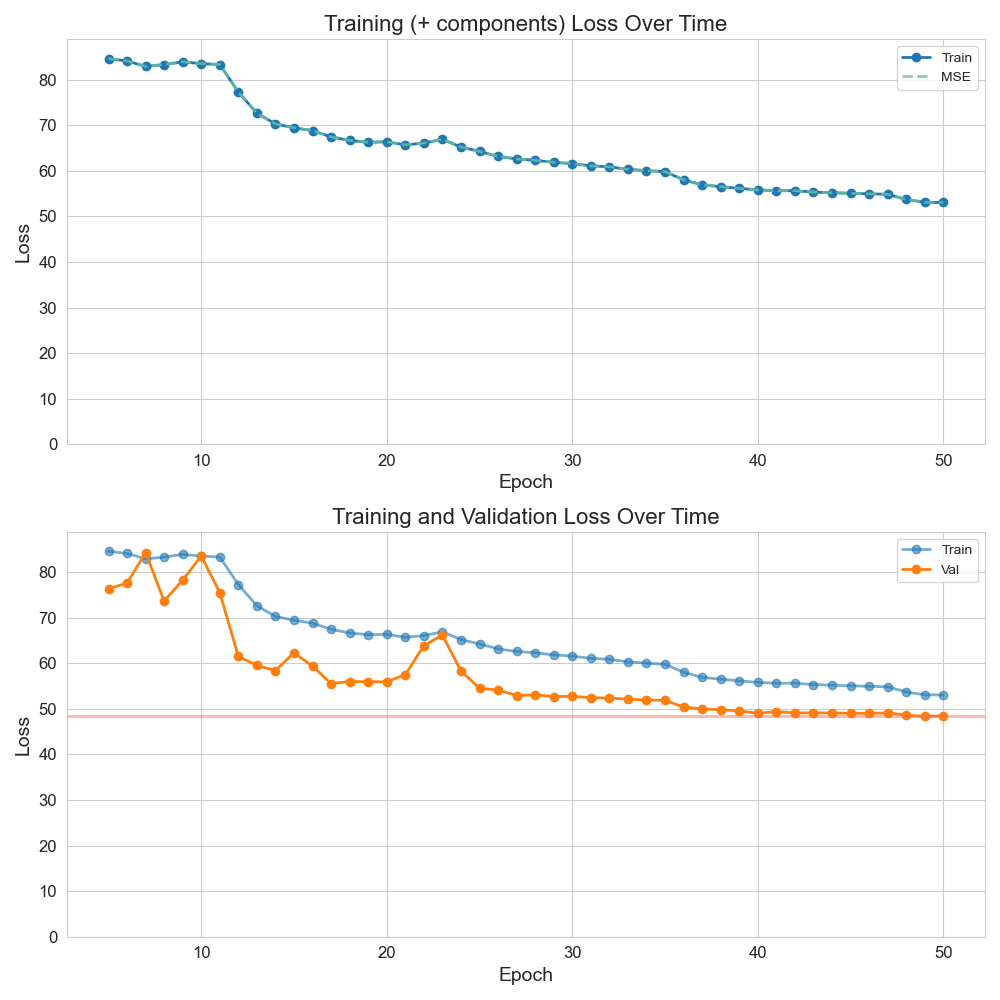 Training (+ components) Loss Over Time
Train
MSE
80
70
60
50
40
30
20
10
0
Loss
10 20 30 40 50
Epoch
Training and Validation Loss Over Time
Train
Val
80
70
60
50
40
30
20
10
0
Loss
10 20 30 40 50
Epoch